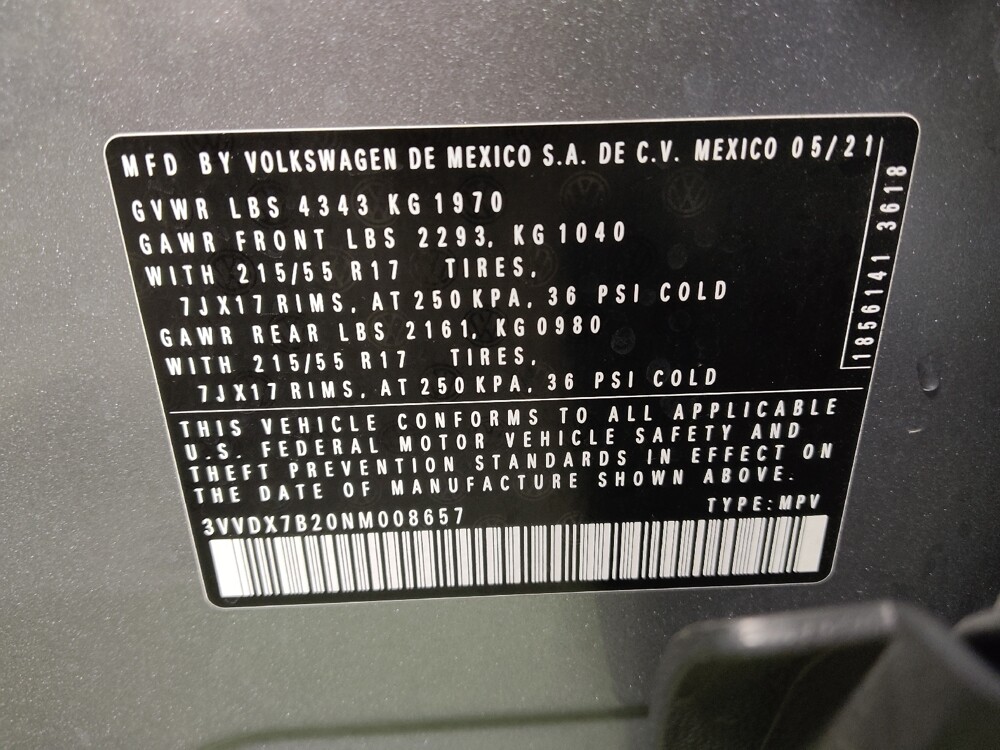 MFD BY VOLKSWAGEN DE MEXICO S.A. DE C.V. MEXICO 05/21
GVWR LBS 4343 KG 1970
GAWR FRONT LBS 2293, KG 1040
WITH 215/55 R17 TIRES,
7JX17 RIMS, AT 250 KPA, 36 PSI COLD
GAWR REAR LBS 2161, KG 0980
WITH 215/55 R17 TIRES,
7JX17 RIMS, AT 250 KPA, 36 PSI COLD
1856141 3618
THIS VEHICLE CONFORMS TO ALL APPLICABLE
U.S. FEDERAL MOTOR VEHICLE SAFETY AND
THEFT PREVENTION STANDARDS IN EFFECT ON
THE DATE OF MANUFACTURE SHOWN ABOVE.
TYPE:MPV
3VVDX7B20NM008657